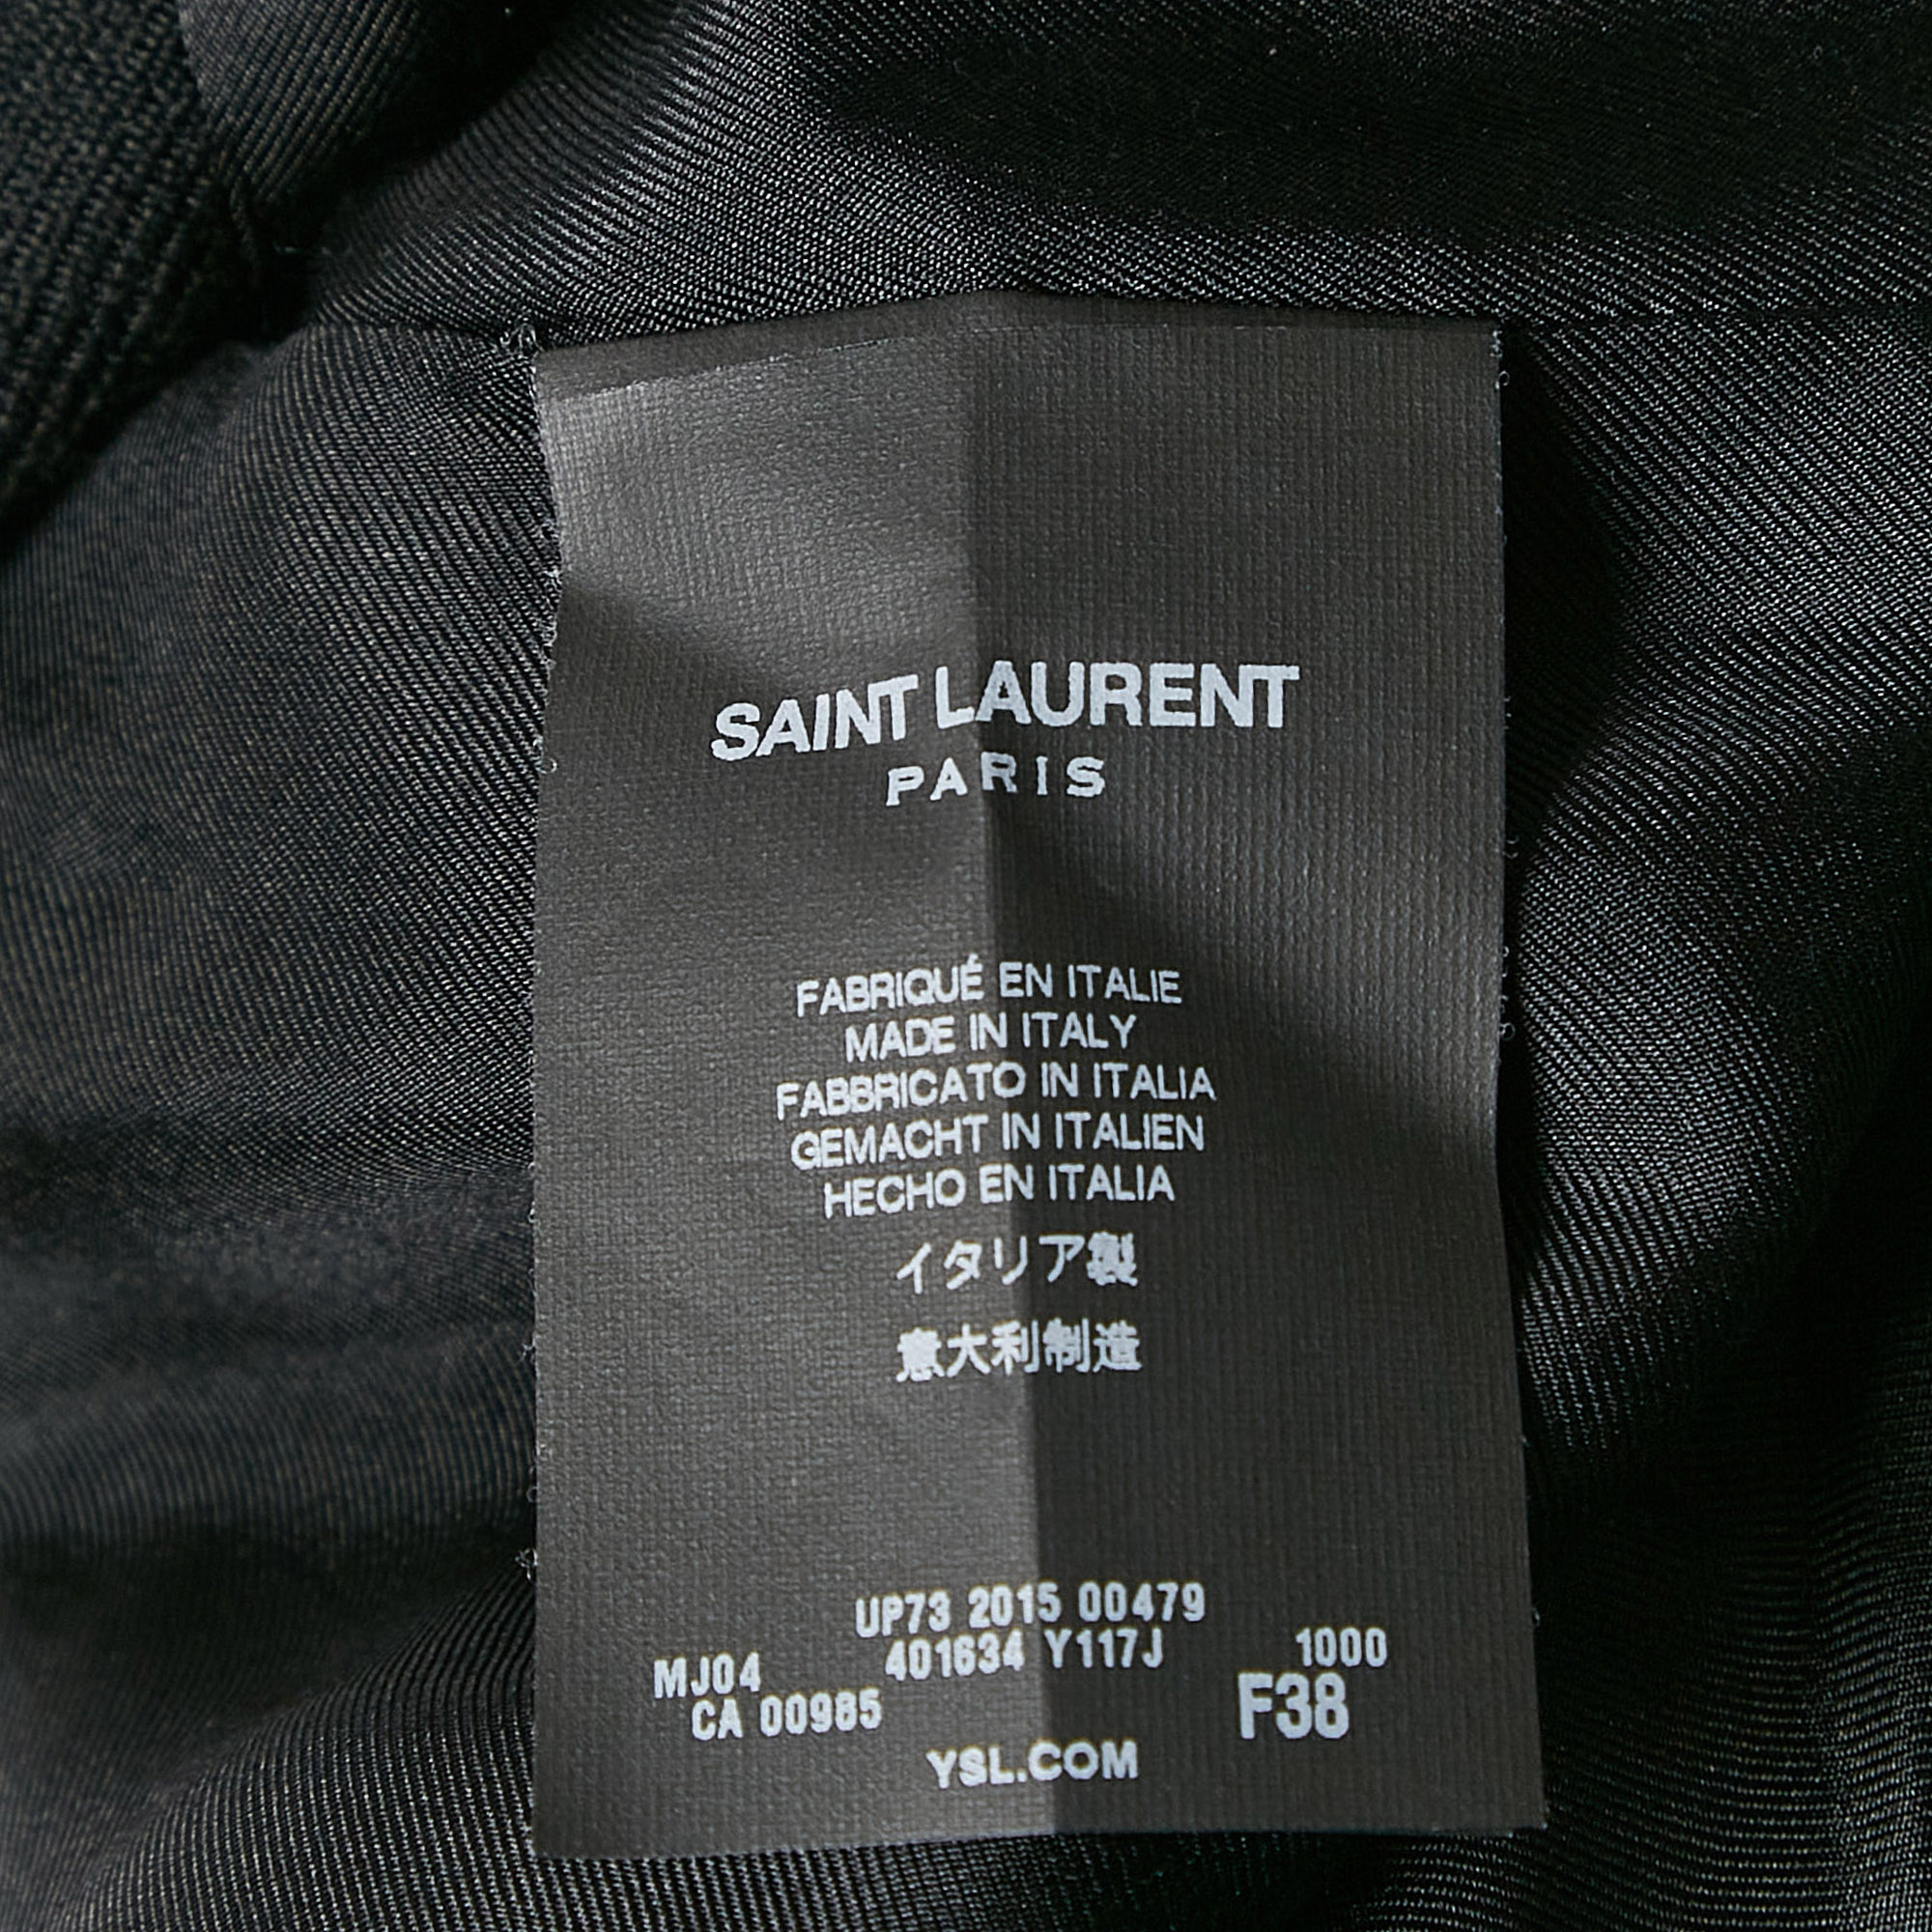 SAINT LAURENT
PARIS
FABRIQUÉ EN ITALIE
MADE IN ITALY
FABBRICATO IN ITALIA
GEMACHT IN ITALIEN
HECHO EN ITALIA
イタリア製
意大利制造
UP73 2015 00479
MJ04 401634 Y117J 1000
CA 00985 F38
YSL.COM